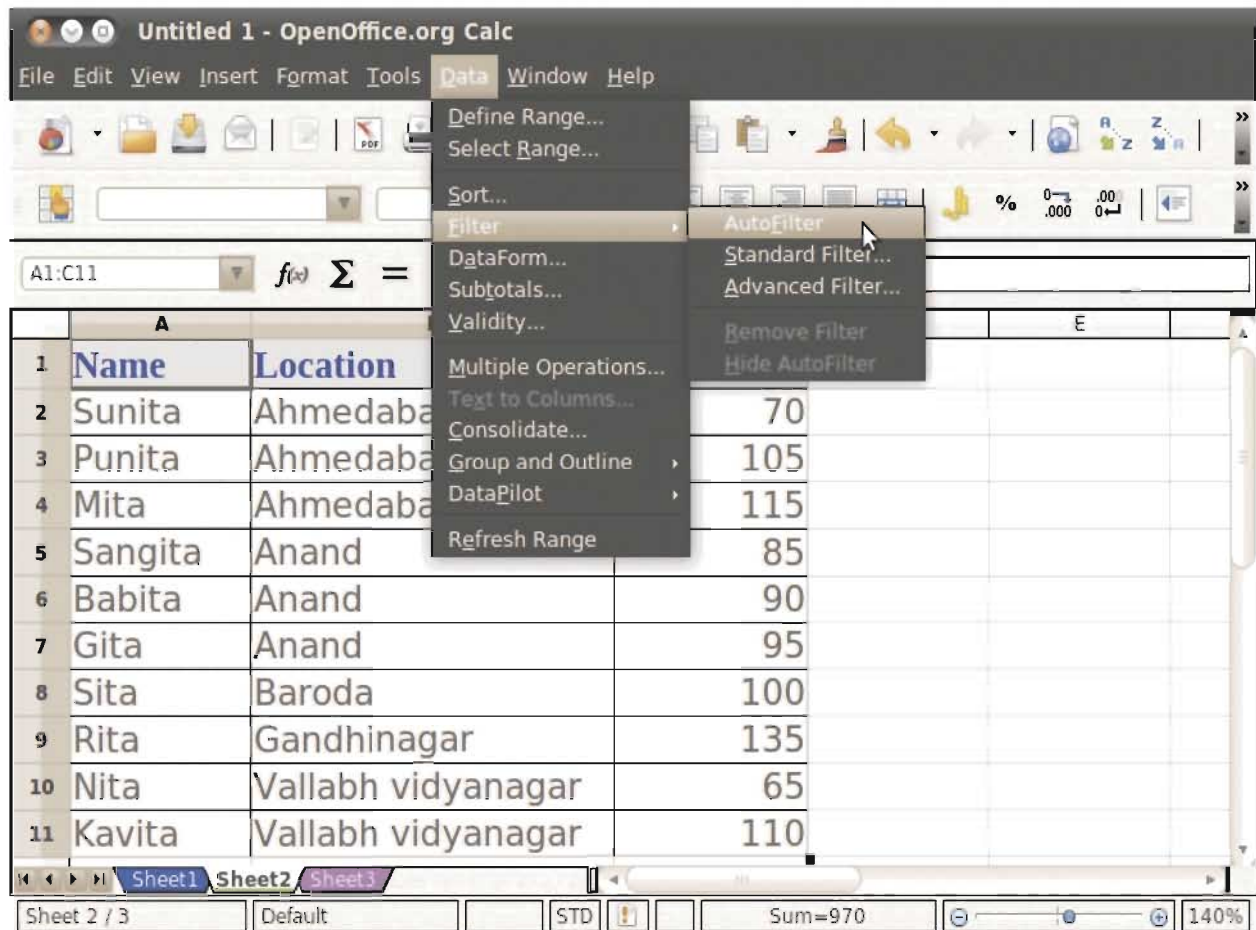 Untitled 1 - OpenOffice.org Calc
File Edit View Insert Format Tools Data Window Help
Define Range...
Select Range...
Sort...
Filter
DataForm...
Subtotals...
Validity...
Multiple Operations...
Text to Columns...
Consolidate...
Group and Outline
DataPilot
Refresh Range
AutoFilter
Standard Filter...
Advanced Filter...
Remove Filter
Hide AutoFilter
PDF
A Z
Z A
% 0 .000 .00 0
A1:C11 f(x) Σ =
A E
1 Name Location
2 Sunita Ahmedaba 70
3 Punita Ahmedaba 105
4 Mita Ahmedaba 115
5 Sangita Anand 85
6 Babita Anand 90
7 Gita Anand 95
8 Sita Baroda 100
9 Rita Gandhinagar 135
10 Nita Vallabh vidyanagar 65
11 Kavita Vallabh vidyanagar 110
Sheet1 Sheet2 Sheet3
Sheet 2 / 3 Default STD Sum=970 140%